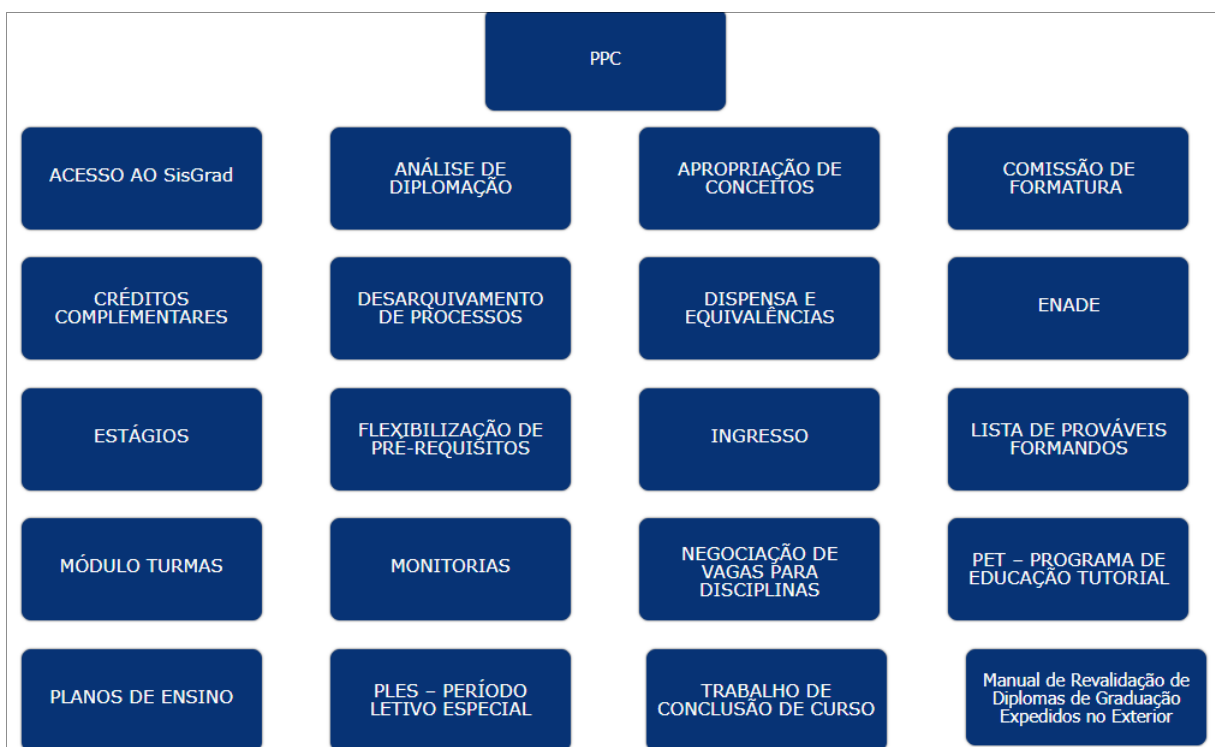 PPC
ACESSO AO SisGrad
ANÁLISE DE
DIPLOMAÇÃO
APROPRIAÇÃO DE
CONCEITOS
COMISSÃO DE
FORMATURA
CRÉDITOS
COMPLEMENTARES
DESARQUIVAMENTO
DE PROCESSOS
DISPENSA E
EQUIVALÊNCIAS
ENADE
ESTÁGIOS
FLEXIBILIZAÇÃO DE
PRÉ-REQUISITOS
INGRESSO
LISTA DE PROVÁVEIS
FORMANDOS
MÓDULO TURMAS
MONITORIAS
NEGOCIAÇÃO DE
VAGAS PARA
DISCIPLINAS
PET – PROGRAMA DE
EDUCAÇÃO TUTORIAL
PLANOS DE ENSINO
PLES – PERÍODO
LETIVO ESPECIAL
TRABALHO DE
CONCLUSÃO DE CURSO
Manual de Revalidação de
Diplomas de Graduação
Expedidos no Exterior